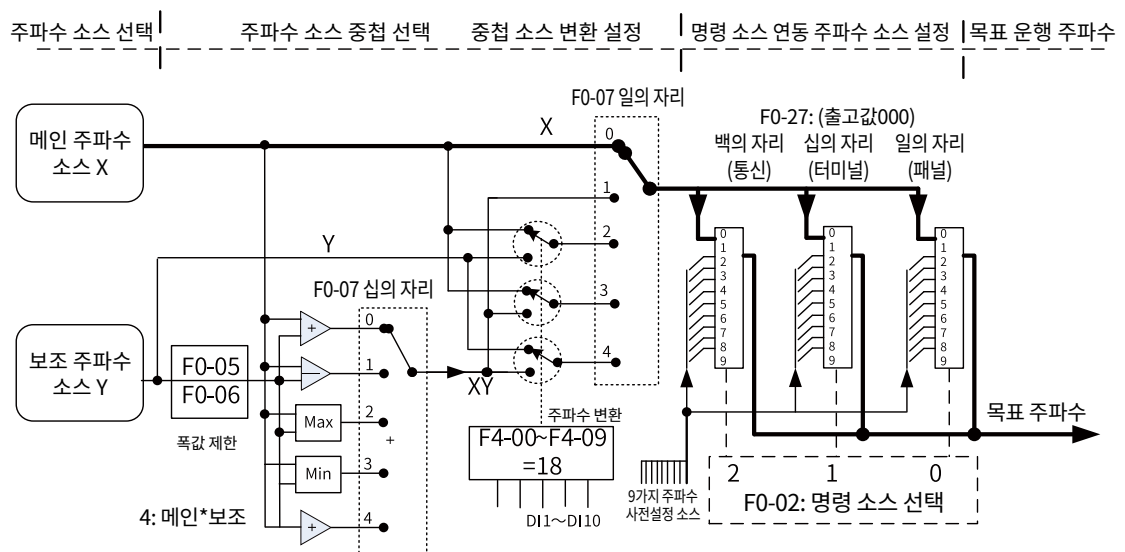 주파수 소스 선택
주파수 소스 중첩 선택
중첩 소스 변환 설정
명령 소스 연동 주파수 소스 설정
목표 운행 주파수
F0-07 일의 자리
메인 주파수
소스 X
X
0
1
2
3
4
F0-27: (출고값000)
백의 자리
(통신)
십의 자리
(터미널)
일의 자리
(패널)
0
1
2
3
4
5
6
7
8
9
0
1
2
3
4
5
6
7
8
9
0
1
2
3
4
5
6
7
8
9
Y
F0-07 십의 자리
보조 주파수
소스 Y
F0-05
F0-06
폭값 제한
+
—
Max
Min
+
0
1
2
+
3
4
4: 메인*보조
XY
주파수 변환
F4-00~F4-09
=18
DI1～DI10
9가지 주파수
사전설정 소스
목표 주파수
2
1
0
F0-02: 명령 소스 선택